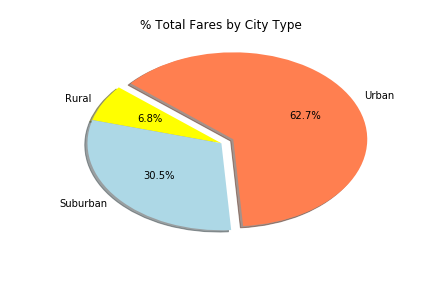 % Total Fares by City Type
Urban
Rural
62.7%
6.8%
30.5%
Suburban